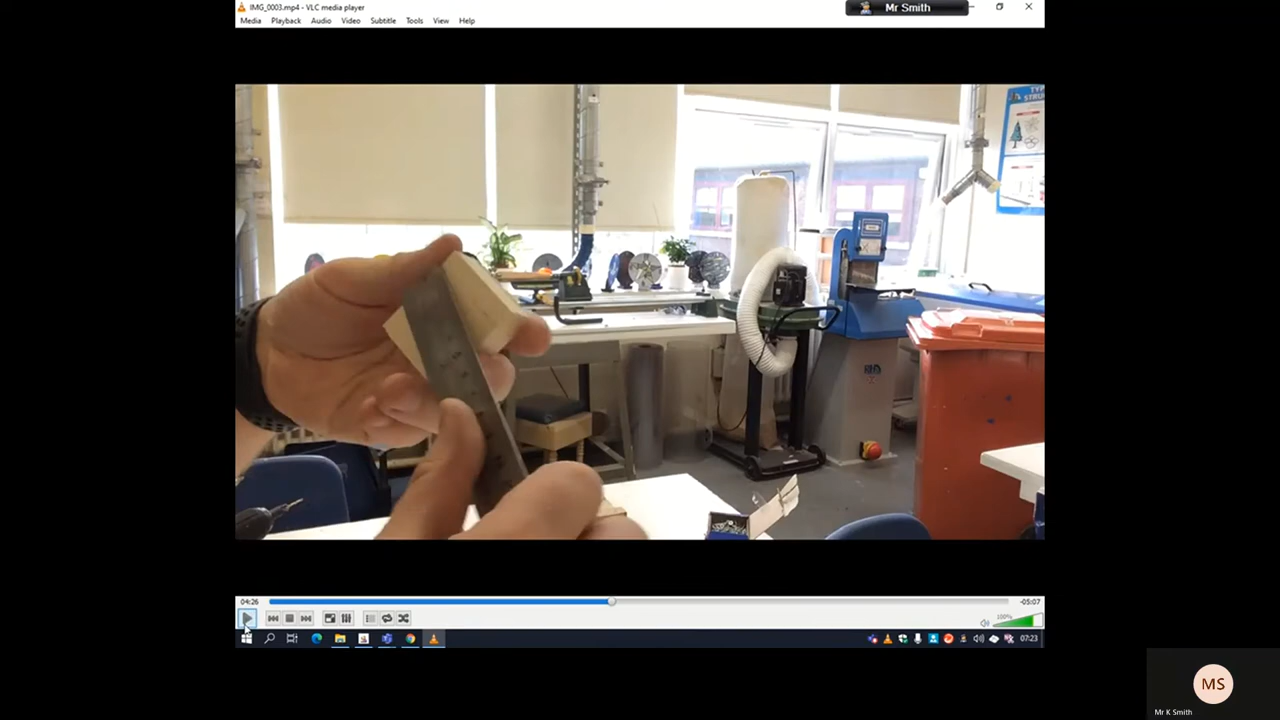 IMG_0003.mp4 - VLC media player
Mr Smith
Media Playback Audio Video Subtitle Tools View Help
04:26
-05:07
100%
07:23
MS
Mr K Smith